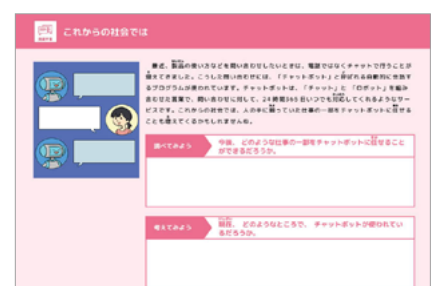 これからの社会では
最近、製品の使い方などを問い合わせしたいときに、電話ではなくチャットで行うことが
増えてきました。こうした問い合わせには、「チャットボット」と呼ばれる自動的に会話す
るプログラムが使われています。チャットボットは、「チャット」と「ロボット」を組み
合わせた言葉で、問い合わせに対して、24時間365日いつでも対応してくれるようなサー
ビスです。これからの社会では、人の手に頼っていた仕事の一部をチャットボットに任せる
ことも増えてくるかもしれませんね。
調べてみよう
今後、どのような仕事の一部をチャットボットに任せること
ができるだろうか。
考えてみよう
現在、どのようなところで、チャットボットが使われてい
るだろうか。